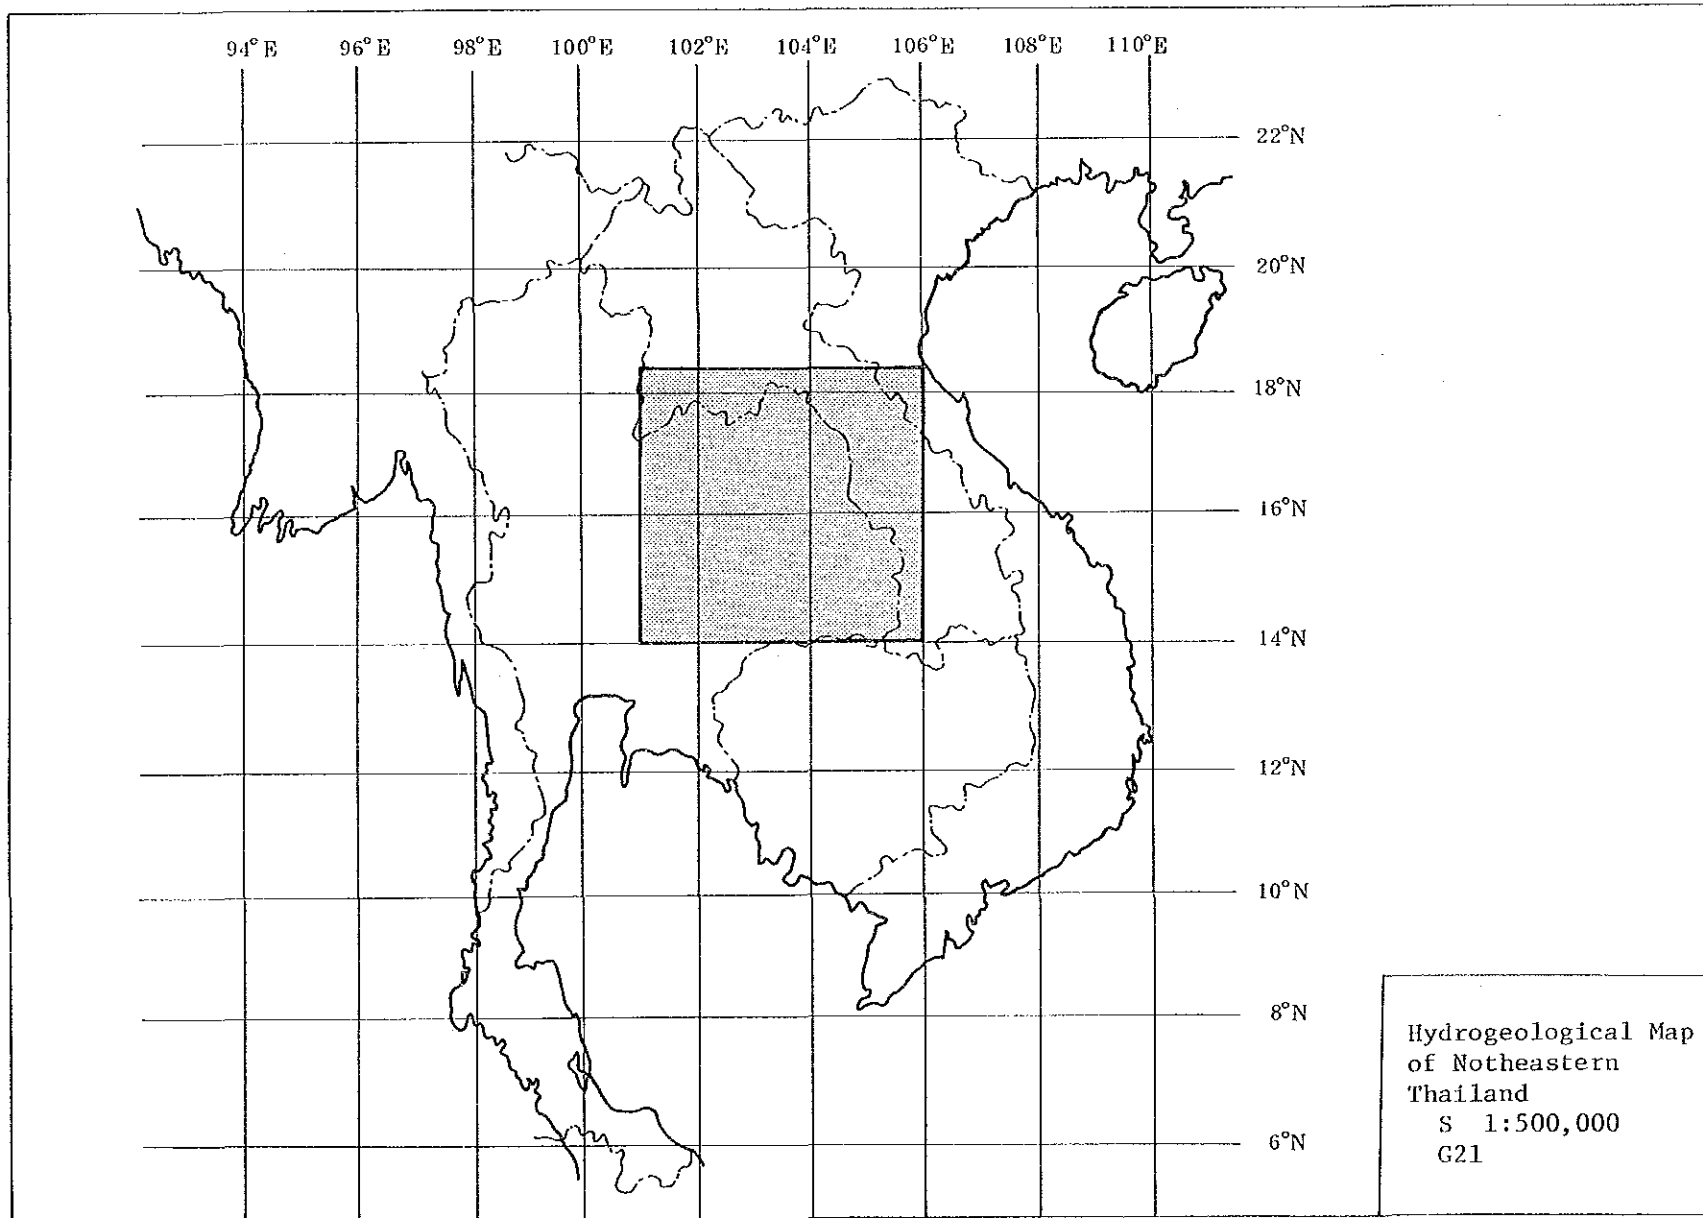 94°E 96°E 98°E 100°E 102°E 104°E 106°E 108°E 110°E
22°N
20°N
18°N
16°N
14°N
12°N
10°N
8°N
6°N
Hydrogeological Map
of Notheastern
Thailand
S 1:500,000
G21